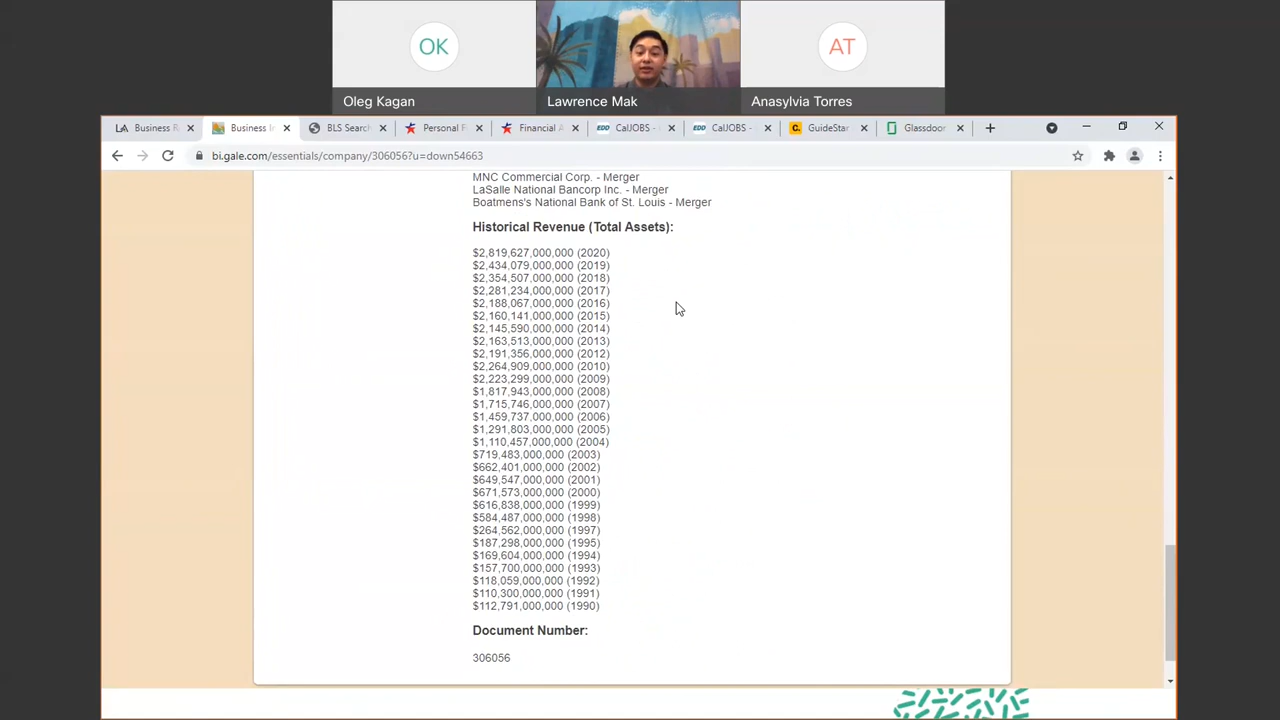 OK
AT
Oleg Kagan
Lawrence Mak
Anasylvia Torres
LA Business R
Business In
BLS Search
Personal F
Financial A
EDD CalJOBS -
EDD CalJOBS -
GuideStar
Glassdoor
bi.gale.com/essentials/company/306056?u=down54663
MNC Commercial Corp. - Merger
LaSalle National Bancorp Inc. - Merger
Boatmens's National Bank of St. Louis - Merger
Historical Revenue (Total Assets):
$2,819,627,000,000 (2020)
$2,434,079,000,000 (2019)
$2,354,507,000,000 (2018)
$2,281,234,000,000 (2017)
$2,188,067,000,000 (2016)
$2,160,141,000,000 (2015)
$2,145,590,000,000 (2014)
$2,163,513,000,000 (2013)
$2,191,356,000,000 (2012)
$2,264,909,000,000 (2010)
$2,223,299,000,000 (2009)
$1,817,943,000,000 (2008)
$1,715,746,000,000 (2007)
$1,459,737,000,000 (2006)
$1,291,803,000,000 (2005)
$1,110,457,000,000 (2004)
$719,483,000,000 (2003)
$662,401,000,000 (2002)
$649,547,000,000 (2001)
$671,573,000,000 (2000)
$616,838,000,000 (1999)
$584,487,000,000 (1998)
$264,562,000,000 (1997)
$187,298,000,000 (1995)
$169,604,000,000 (1994)
$157,700,000,000 (1993)
$118,059,000,000 (1992)
$110,300,000,000 (1991)
$112,791,000,000 (1990)
Document Number:
306056